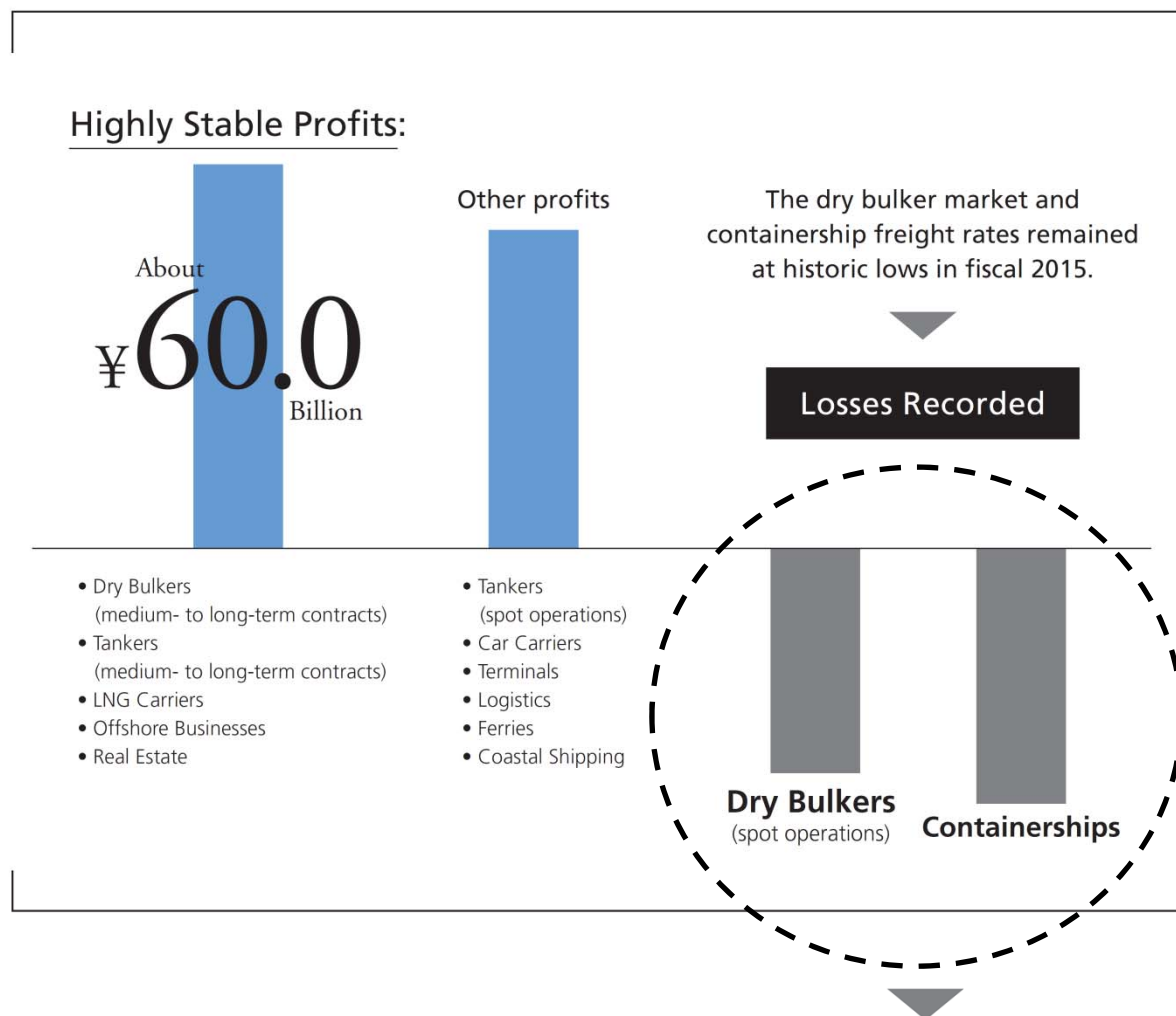 Highly Stable Profits:
About
¥60.0
Billion
Other profits
The dry bulker market and
containership freight rates remained
at historic lows in fiscal 2015.
Losses Recorded
• Dry Bulkers
(medium- to long-term contracts)
• Tankers
(medium- to long-term contracts)
• LNG Carriers
• Offshore Businesses
• Real Estate
• Tankers
(spot operations)
• Car Carriers
• Terminals
• Logistics
• Ferries
• Coastal Shipping
Dry Bulkers
(spot operations)
Containerships